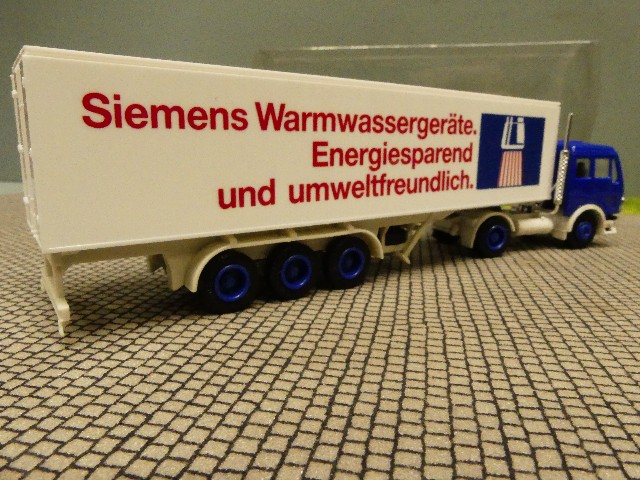 Siemens Warmwassergeräte.
Energiesparend
und umweltfreundlich.